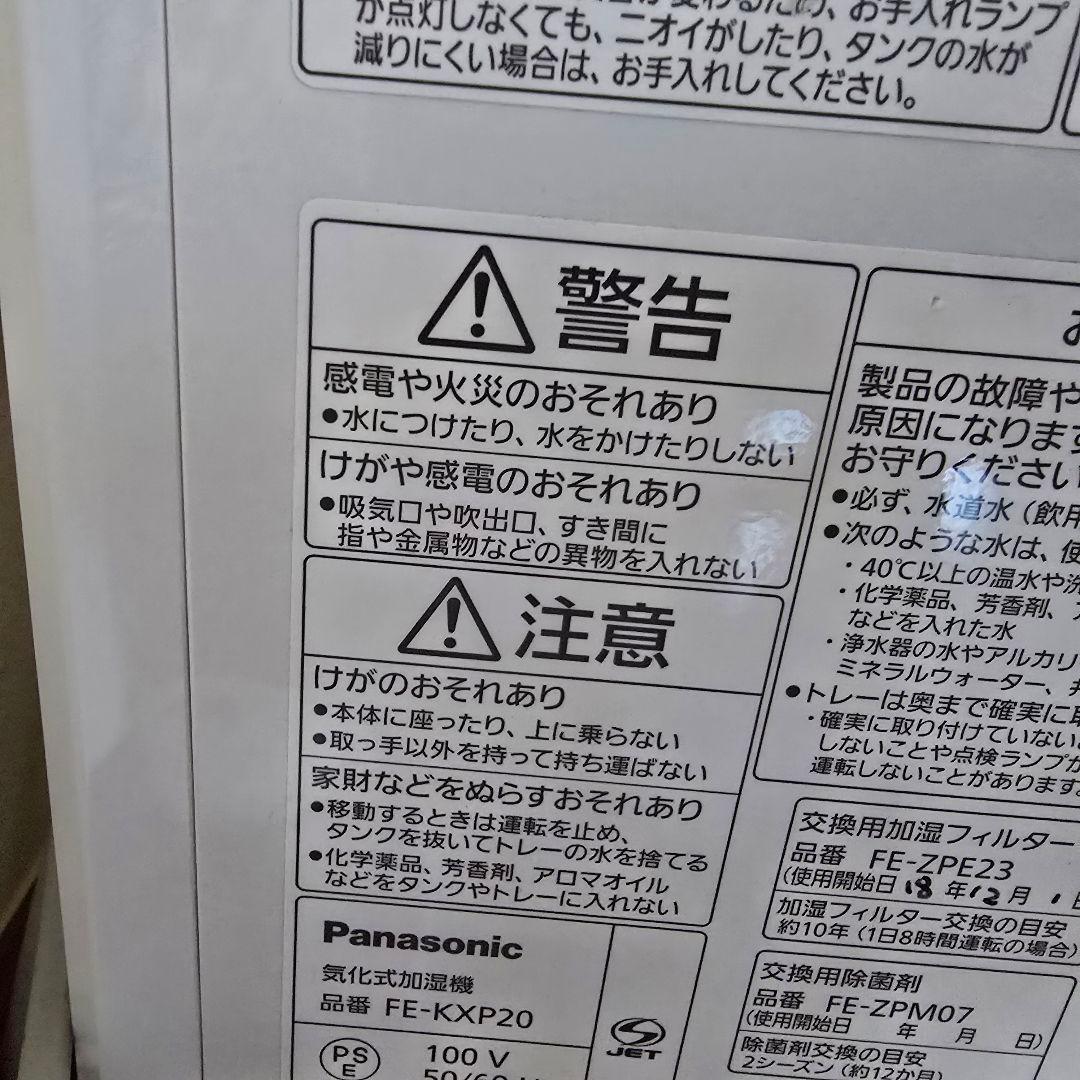 が点灯しなくても、ニオイがしたり、タンクの水が
減りにくい場合は、お手入れしてください。
お手入れランプ
警告
感電や火災のおそれあり
●水につけたり、水をかけたりしない
けがや感電のおそれあり
●吸気口や吹出口、すき間に
指や金属物などの異物を入れない
注意
けがのおそれあり
●本体に座ったり、上に乗らない
●取っ手以外を持って持ち運ばない
家財などをぬらすおそれあり
●移動するときは運転を止め、
タンクを抜いてトレーの水を捨てる
●化学薬品、芳香剤、アロマオイル
などをタンクやトレーに入れない
Panasonic
気化式加湿機
品番 FE-KXP20
PS
E
100 V
JET
製品の故障や
原因になります
お守りください
●必ず、水道水（飲用
●次のような水は、使
・40℃以上の温水や洗
・化学薬品、芳香剤、
などを入れた水
・浄水器の水やアルカリ
ミネラルウォーター、
●トレーは奥まで確実に取
・確実に取り付けていない
しないことや点検ランプが
運転しないことがあります。
交換用加湿フィルター
品番 FE-ZPE23
（使用開始日 18 年 12 月 1 日
加湿フィルター交換の目安
約10年（1日8時間運転の場合）
交換用除菌剤
品番 FE-ZPM07
（使用開始日 年 月 日）
除菌剤交換の目安
2シーズン（約12か月）